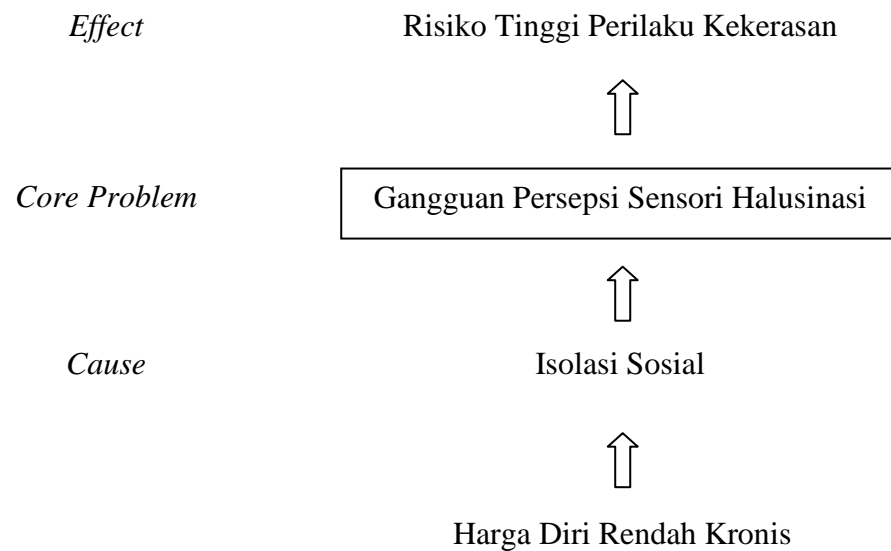 Effect Risiko Tinggi Perilaku Kekerasan
Core Problem Gangguan Persepsi Sensori Halusinasi
Cause Isolasi Sosial
Harga Diri Rendah Kronis